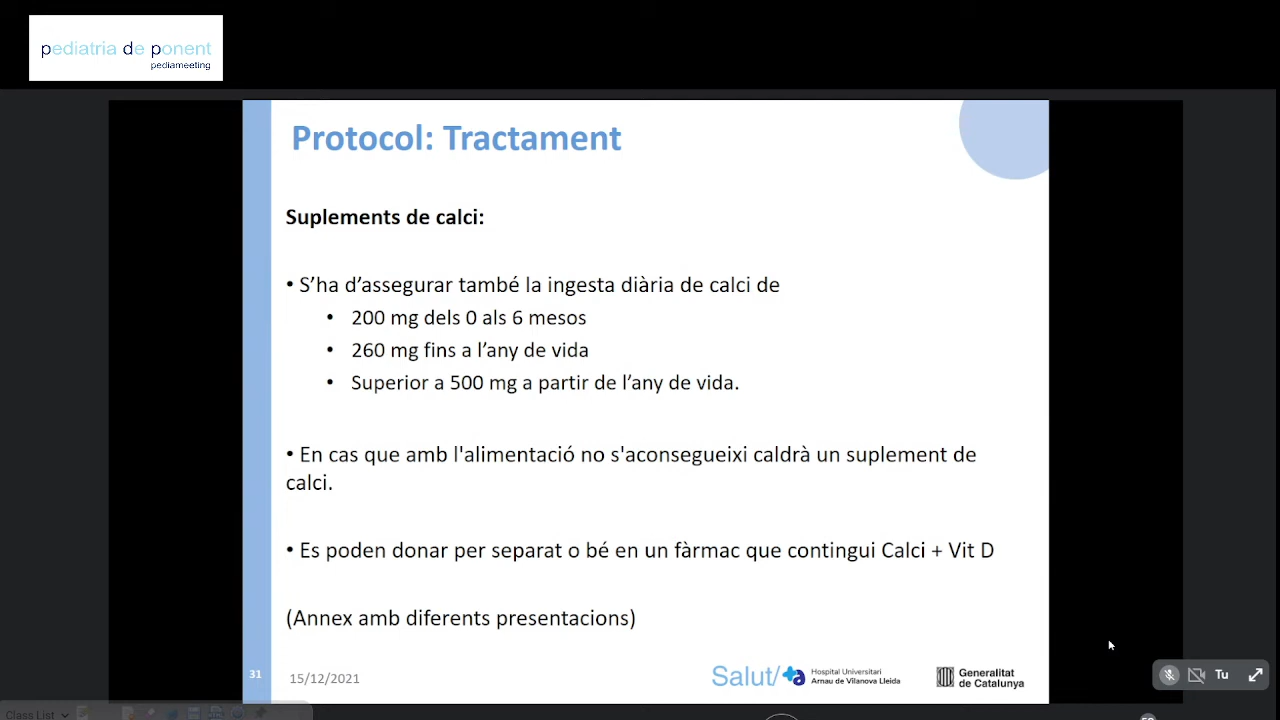 pediatria de ponent
pediameeting
Protocol: Tractament
Suplements de calci:
• S’ha d’assegurar també la ingesta diària de calci de
• 200 mg dels 0 als 6 mesos
• 260 mg fins a l’any de vida
• Superior a 500 mg a partir de l’any de vida.
• En cas que amb l'alimentació no s'aconsegueixi caldrà un suplement de
calci.
• Es poden donar per separat o bé en un fàrmac que contingui Calci + Vit D
(Annex amb diferents presentacions)
31
15/12/2021
Salut/
Hospital Universitari
Arnau de Vilanova Lleida
Generalitat
de Catalunya
Tu
Class List